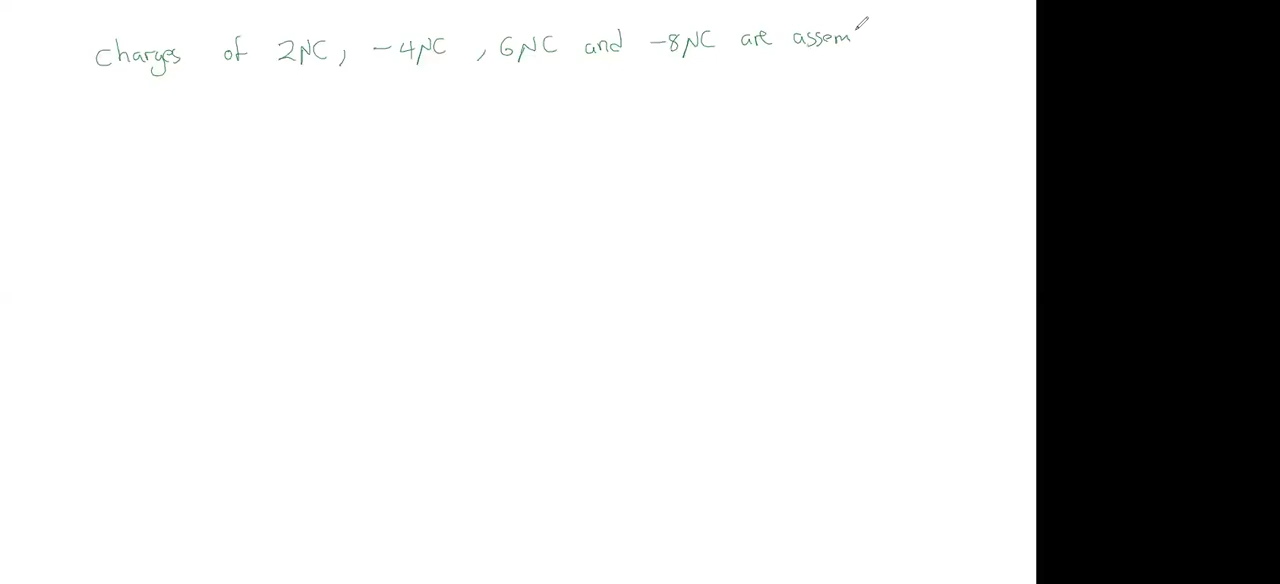 charges of 2μC, -4μC, 6μC and -8μC are assem